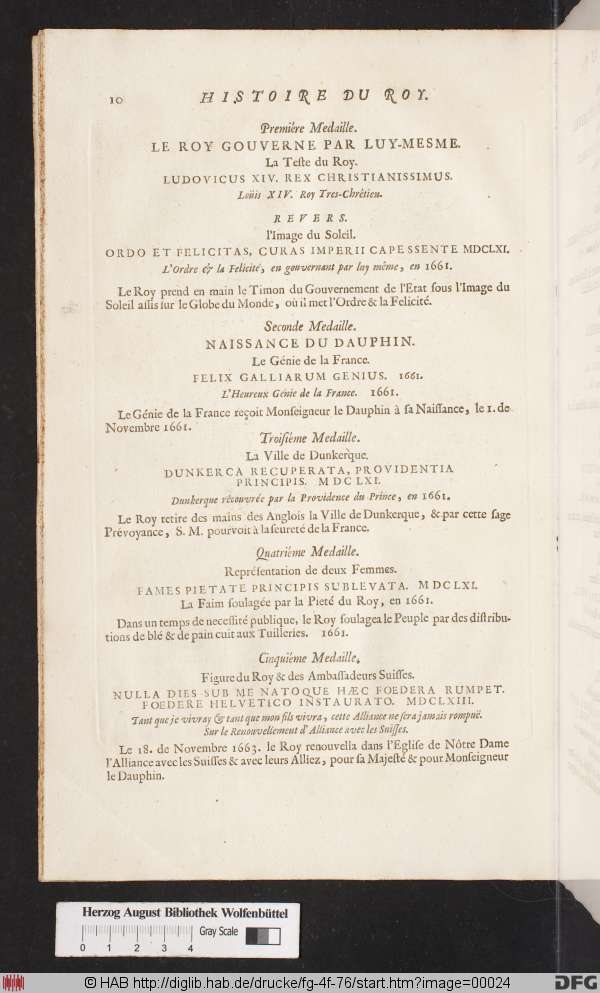 10 HISTOIRE DU ROY.
Première Medaille.
LE ROY GOUVERNE PAR LUY-MESME.
La Teſte du Roy.
LUDOVICUS XIV. REX CHRISTIANISSIMUS.
Loüis XIV. Roy Tres-Chrêtien.
REVERS.
l'Image du Soleil.
ORDO ET FELICITAS, CURAS IMPERII CAPESSENTE MDCLXI.
L'Ordre & la Felicité, en gouvernant par luy même, en 1661.
Le Roy prend en main le Timon du Gouvernement de l'Etat ſous l'Image du
Soleil aſſis ſur le Globe du Monde, où il met l'Ordre & la Felicité.
Seconde Medaille.
NAISSANCE DU DAUPHIN.
Le Génie de la France.
FELIX GALLIARUM GENIUS. 1661.
L'Heureux Génie de la France. 1661.
Le Génie de la France reçoit Monſeigneur le Dauphin à ſa Naiſſance, le 1. de
Novembre 1661.
Troiſiéme Medaille.
La Ville de Dunkerque.
DUNKERCA RECUPERATA, PROVIDENTIA
PRINCIPIS. MDCLXI.
Dunkerque récouvrée par la Providence du Prince, en 1661.
Le Roy retire des mains des Anglois la Ville de Dunkerque, & par cette ſage
Prévoyance, S. M. pourvoit à la ſeureté de la France.
Quatriéme Medaille.
Repréſentation de deux Femmes.
FAMES PIETATE PRINCIPIS SUBLEVATA. MDCLXI.
La Faim ſoulagée par la Pieté du Roy, en 1661.
Dans un temps de neceſſité publique, le Roy ſoulagea le Peuple par des diſtribu-
tions de blé & de pain cuit aux Tuilleries. 1661.
Cinquiéme Medaille.
Figure du Roy & des Ambaſſadeurs Suiſſes.
NULLA DIES SUB ME NATOQUE HÆC FOEDERA RUMPET.
FOEDERE HELVETICO INSTAURATO. MDCLXIII.
Tant que je vivray & tant que mon fils vivra, cette Alliance ne ſera jamais rompuë.
Sur le Renouvellement d'Alliance avec les Suiſſes.
Le 18. de Novembre 1663. le Roy renouvella dans l'Egliſe de Nôtre Dame
l'Alliance avec les Suiſſes & avec leurs Alliez, pour ſa Majeſté & pour Monſeigneur
le Dauphin.
Herzog August Bibliothek Wolfenbüttel
Gray Scale
0 1 2 3 4
© HAB http://diglib.hab.de/drucke/fg-4f-76/start.htm?image=00024
DFG